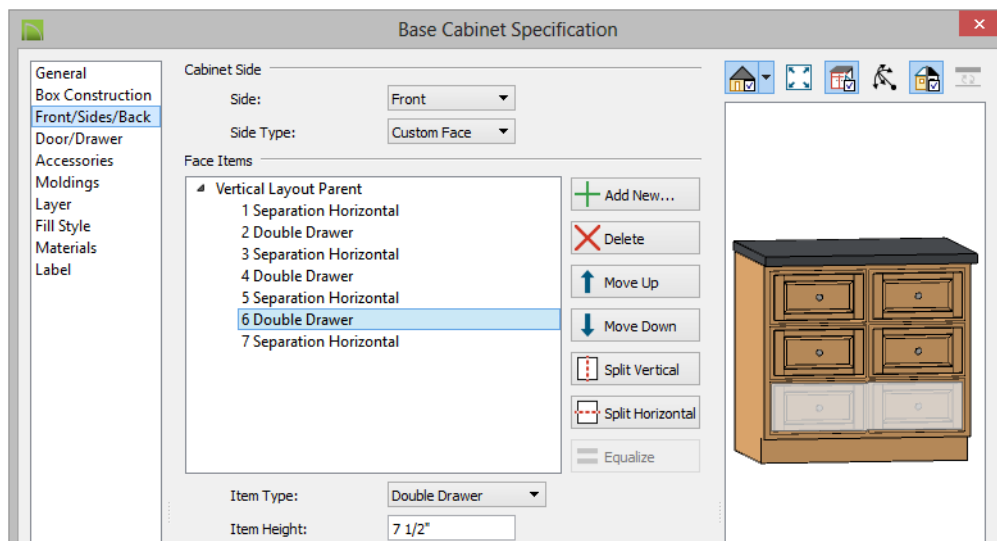 Base Cabinet Specification
General
Box Construction
Front/Sides/Back
Door/Drawer
Accessories
Moldings
Layer
Fill Style
Materials
Label
Cabinet Side
Side: Front
Side Type: Custom Face
Face Items
Vertical Layout Parent
1 Separation Horizontal
2 Double Drawer
3 Separation Horizontal
4 Double Drawer
5 Separation Horizontal
6 Double Drawer
7 Separation Horizontal
Add New...
Delete
Move Up
Move Down
Split Vertical
Split Horizontal
Equalize
Item Type: Double Drawer
Item Height: 7 1/2"